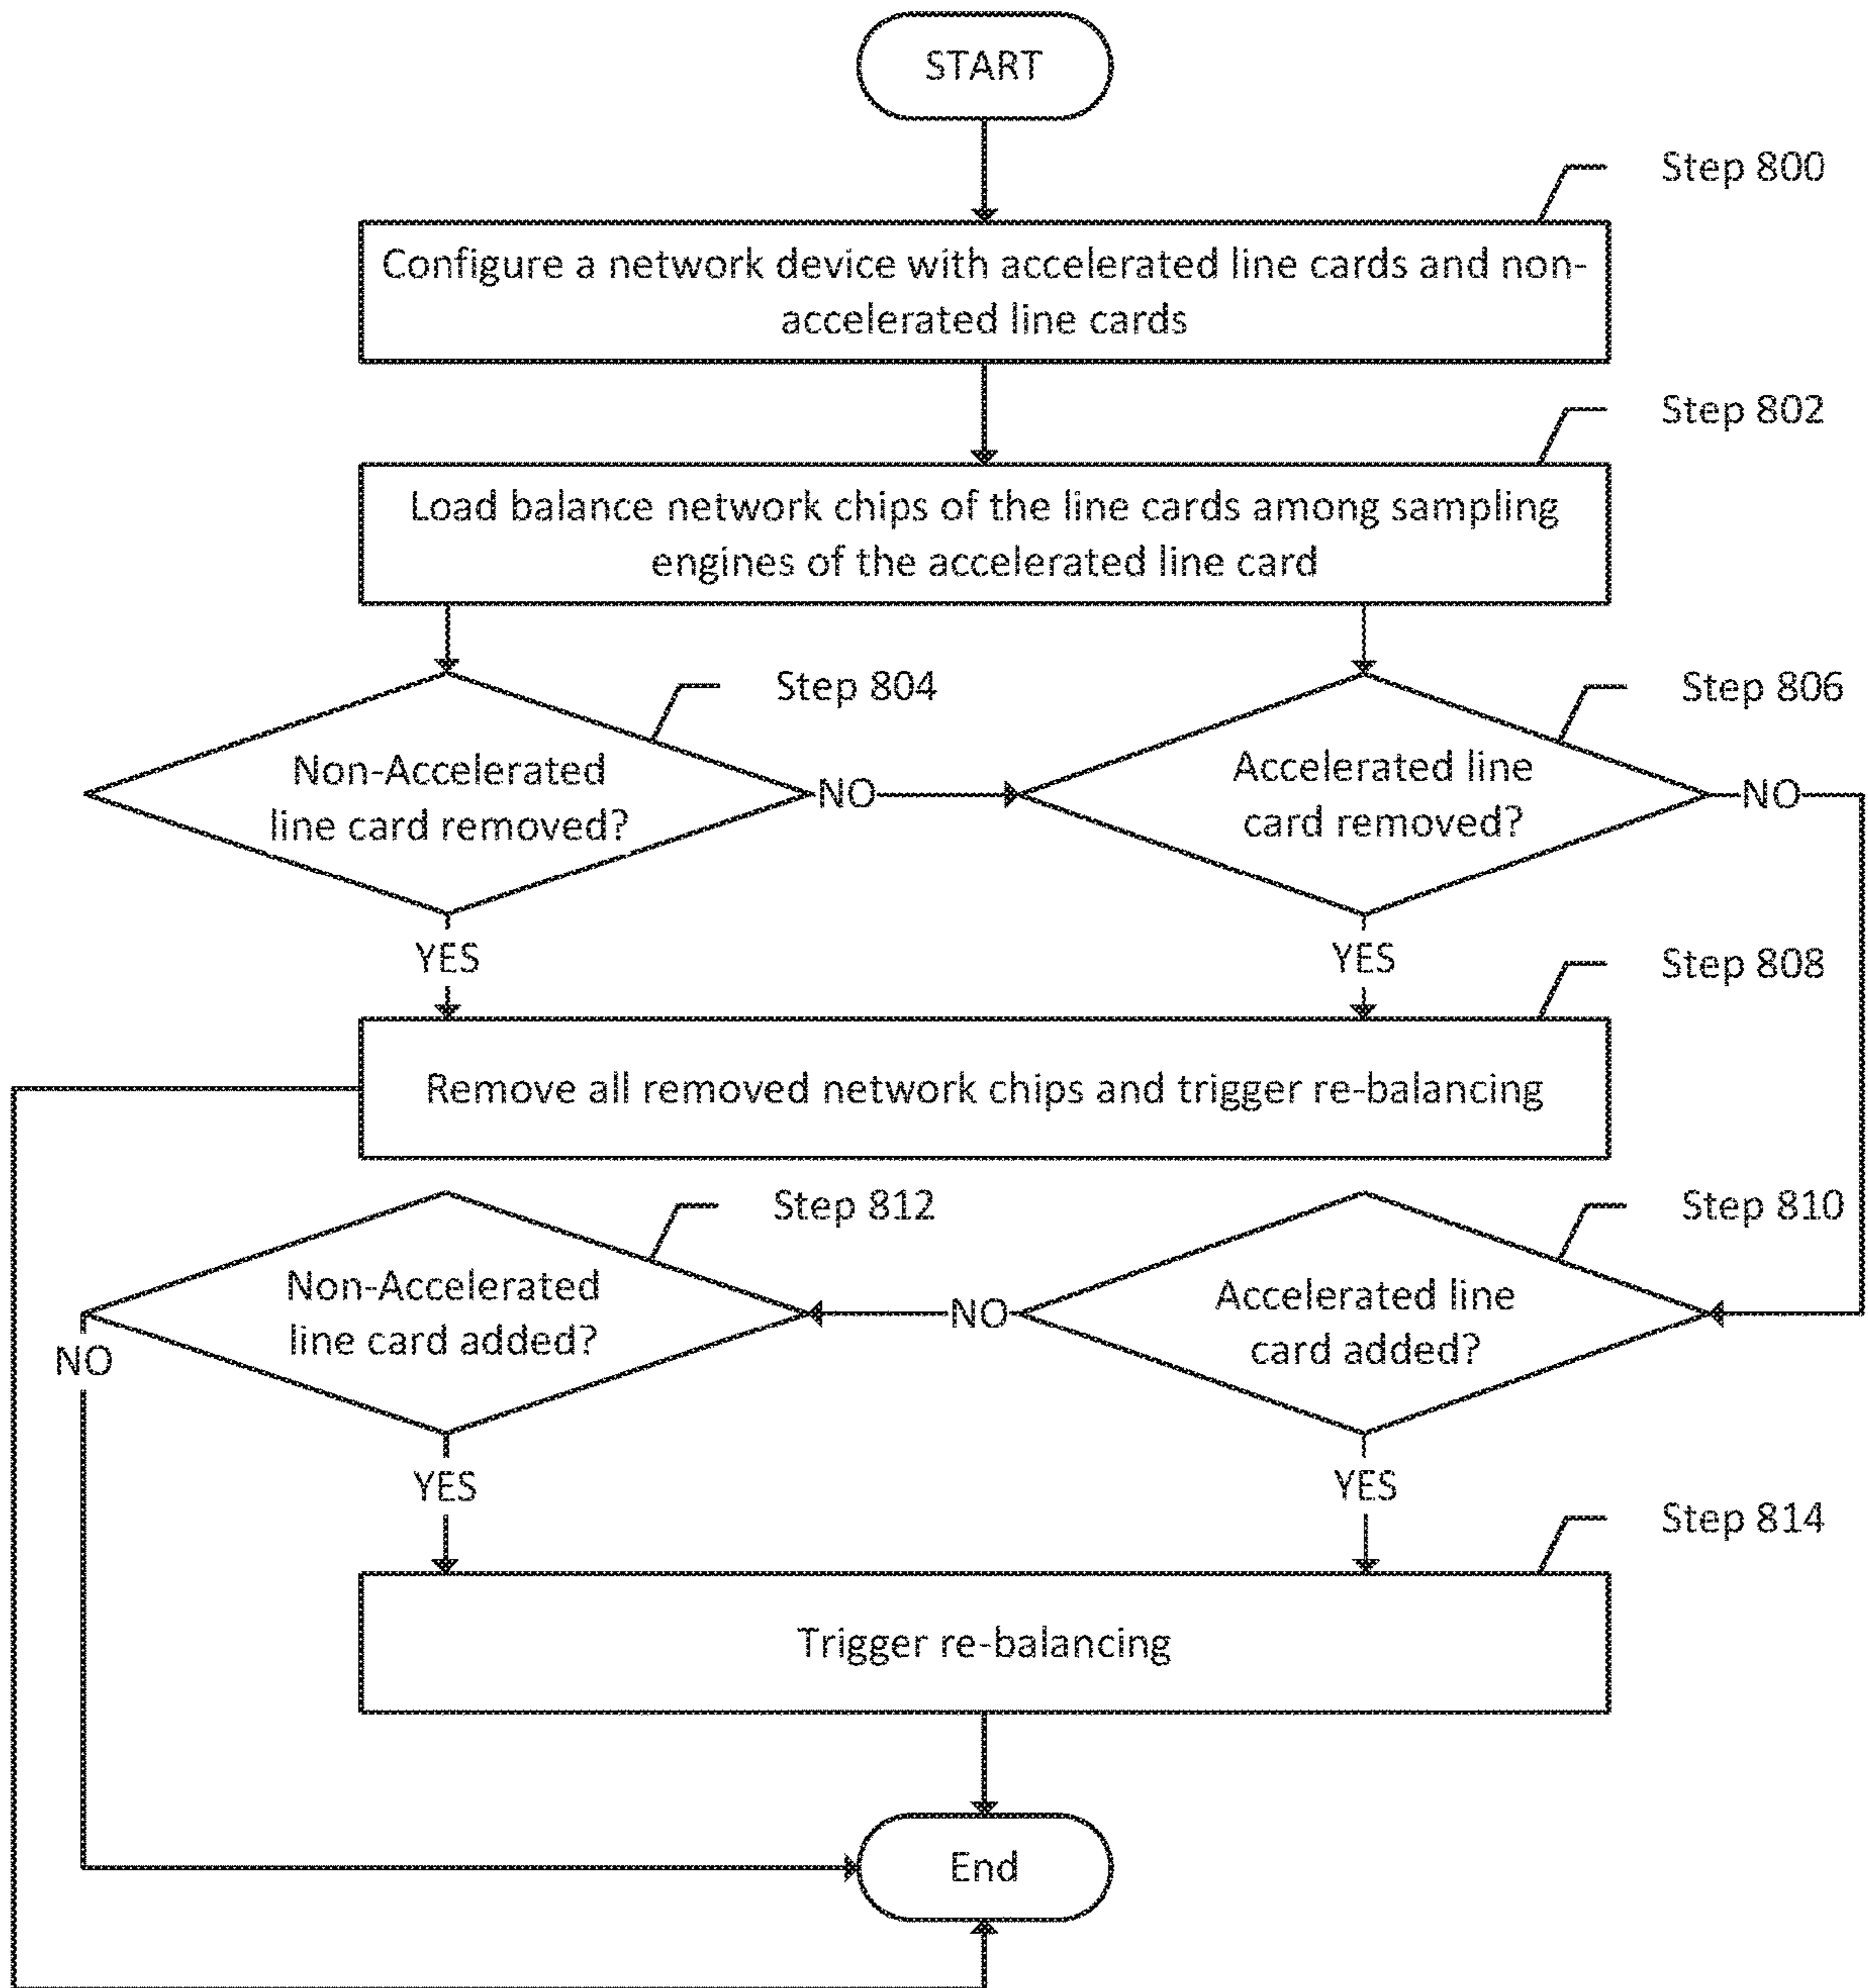 START
Step 800
Configure a network device with accelerated line cards and non-
accelerated line cards
Step 802
Load balance network chips of the line cards among sampling
engines of the accelerated line card
Step 804
Step 806
Non-Accelerated
line card removed?
NO
Accelerated line
card removed?
NO
YES
YES
Step 808
Remove all removed network chips and trigger re-balancing
Step 812
Step 810
Non-Accelerated
line card added?
NO
Accelerated line
card added?
NO
YES
YES
Step 814
Trigger re-balancing
End